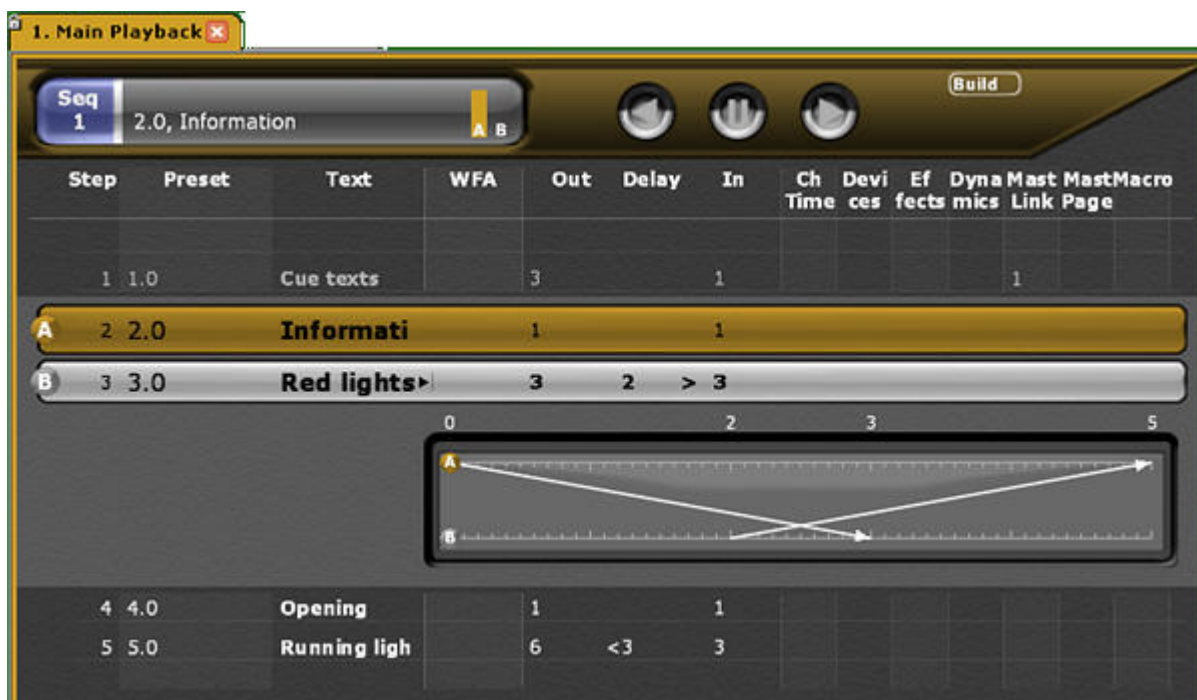 1. Main Playback
Build
Seq
1
2.0, Information
A B
Step Preset Text WFA Out Delay In Ch Time Devi ces Ef fects Dyna mics Mast Link Mast Page Macro
1 1.0 Cue texts 3 1 1
A 2 2.0 Informati 1 1
B 3 3.0 Red lights 3 2 > 3
0 2 3 5
A
B
4 4.0 Opening 1 1
5 5.0 Running ligh 6 <3 3